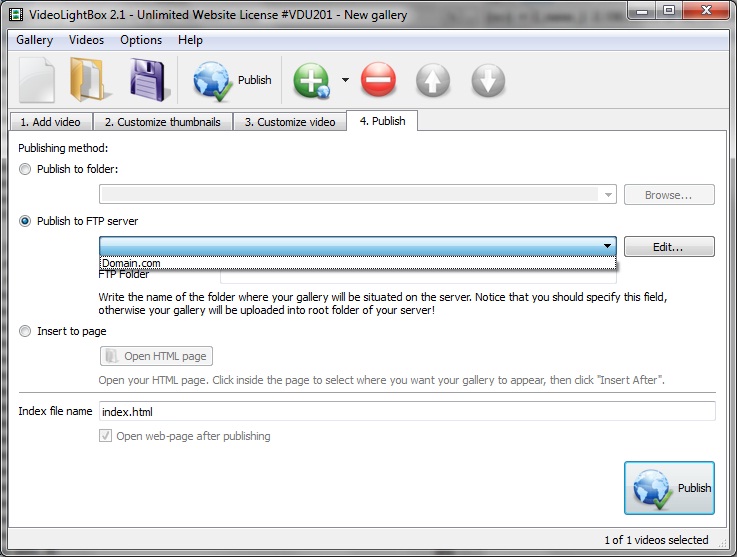 VideoLightBox 2.1 - Unlimited Website License #VDU201 - New gallery
Gallery Videos Options Help
Publish
1. Add video 2. Customize thumbnails 3. Customize video 4. Publish
Publishing method:
Publish to folder:
Browse...
Publish to FTP server
Edit...
Domain.com
FTP Folder
Write the name of the folder where your gallery will be situated on the server. Notice that you should specify this field,
otherwise your gallery will be uploaded into root folder of your server!
Insert to page
Open HTML page
Open your HTML page. Click inside the page to select where you want your gallery to appear, then click "Insert After".
Index file name index.html
Open web-page after publishing
Publish
1 of 1 videos selected